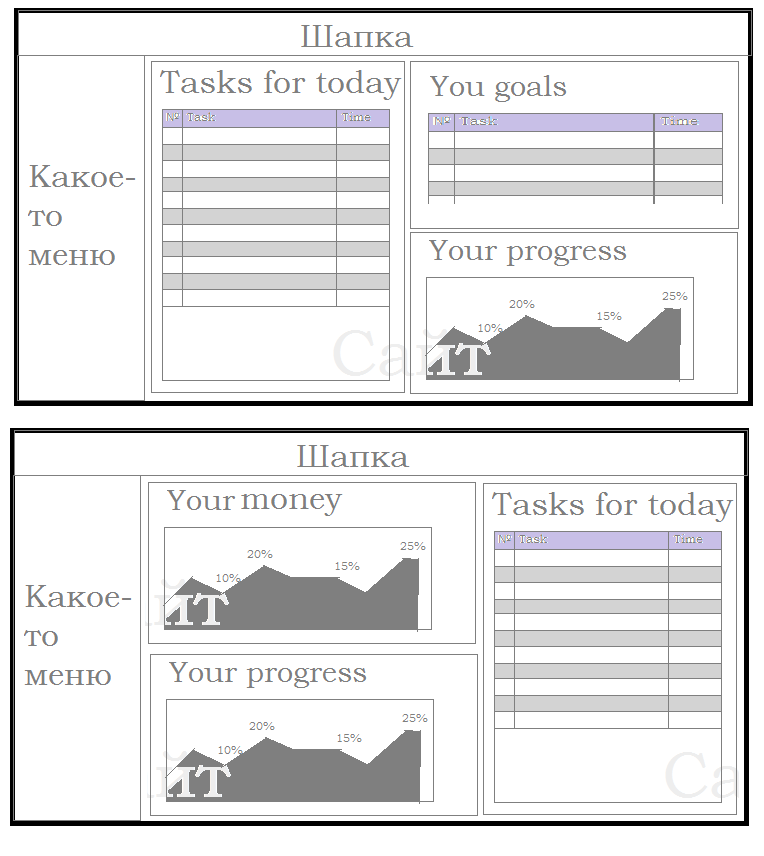 Шапка
Какое-
то
меню
Tasks for today
№ Task Time
You goals
№ Task Time
Your progress
10% 20% 15% 25%
Сайт
Шапка
Какое-
то
меню
Your money
10% 20% 15% 25%
айт
Your progress
10% 20% 15% 25%
айт
Tasks for today
№ Task Time
Са